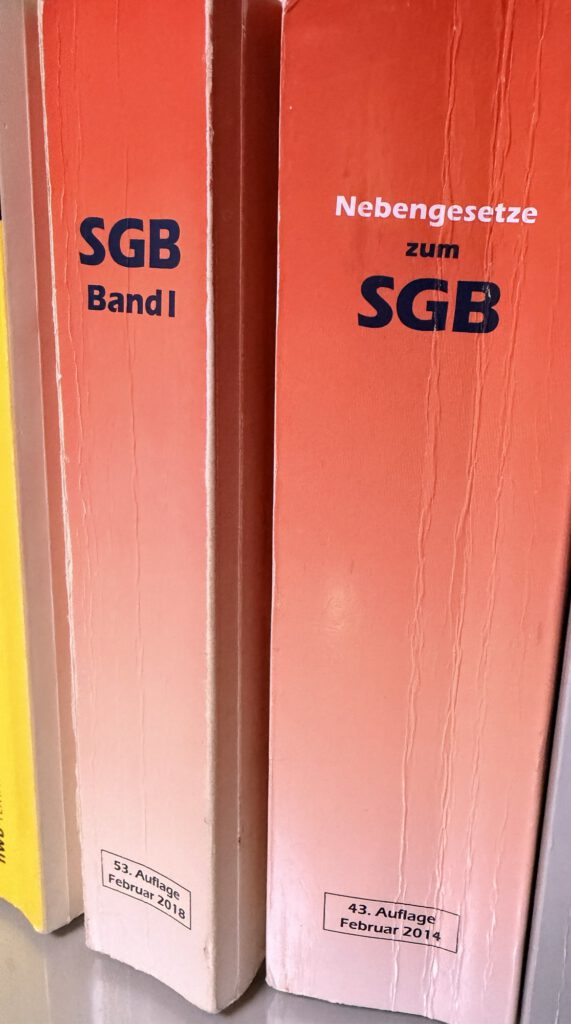 SGB
Band I
53. Auflage
Februar 2018
Nebengesetze
zum
SGB
43. Auflage
Februar 2014